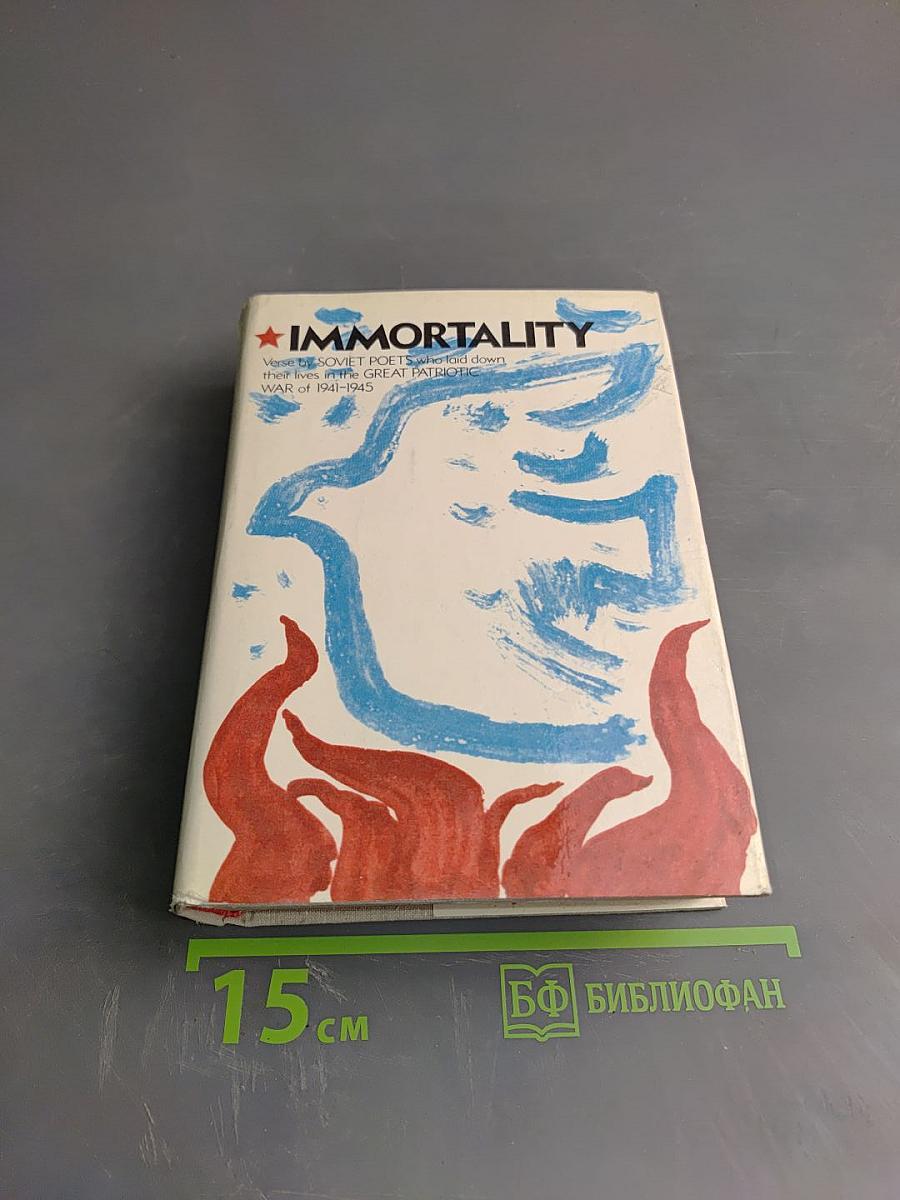 IMMORTALITY
Verse by SOVIET POETS who laid down
their lives in the GREAT PATRIOTIC
WAR of 1941–1945
15 см
БФ БИБЛИОФАН